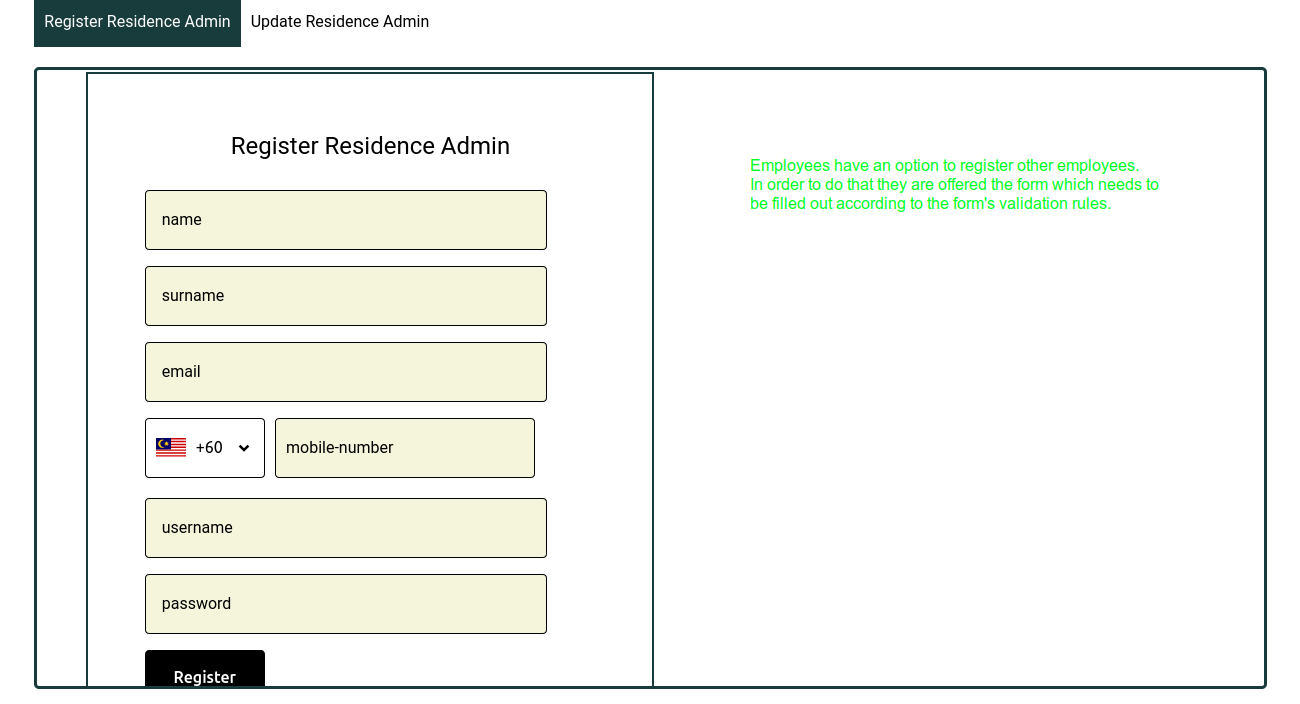 Register Residence Admin
Update Residence Admin
Register Residence Admin
name
surname
email
+60
mobile-number
username
password
Register
Employees have an option to register other employees.
In order to do that they are offered the form which needs to
be filled out according to the form's validation rules.